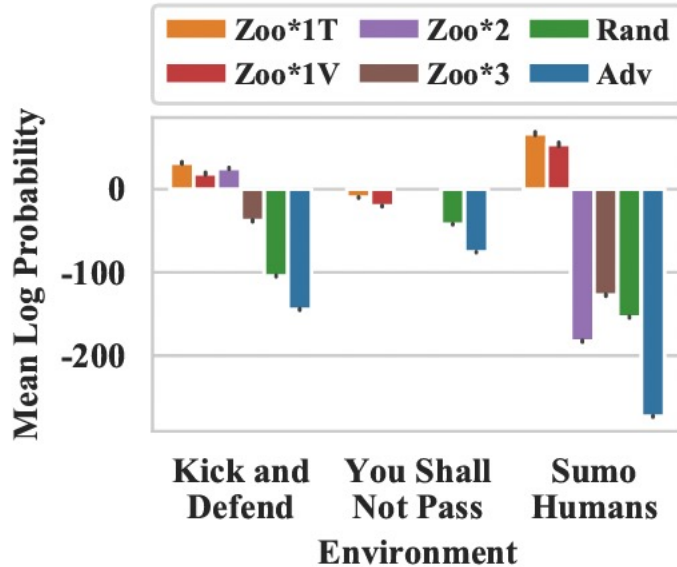 Zoo*1T Zoo*2 Rand
Zoo*1V Zoo*3 Adv
Mean Log Probability
0
-100
-200
Kick and Defend
You Shall Not Pass
Sumo Humans
Environment